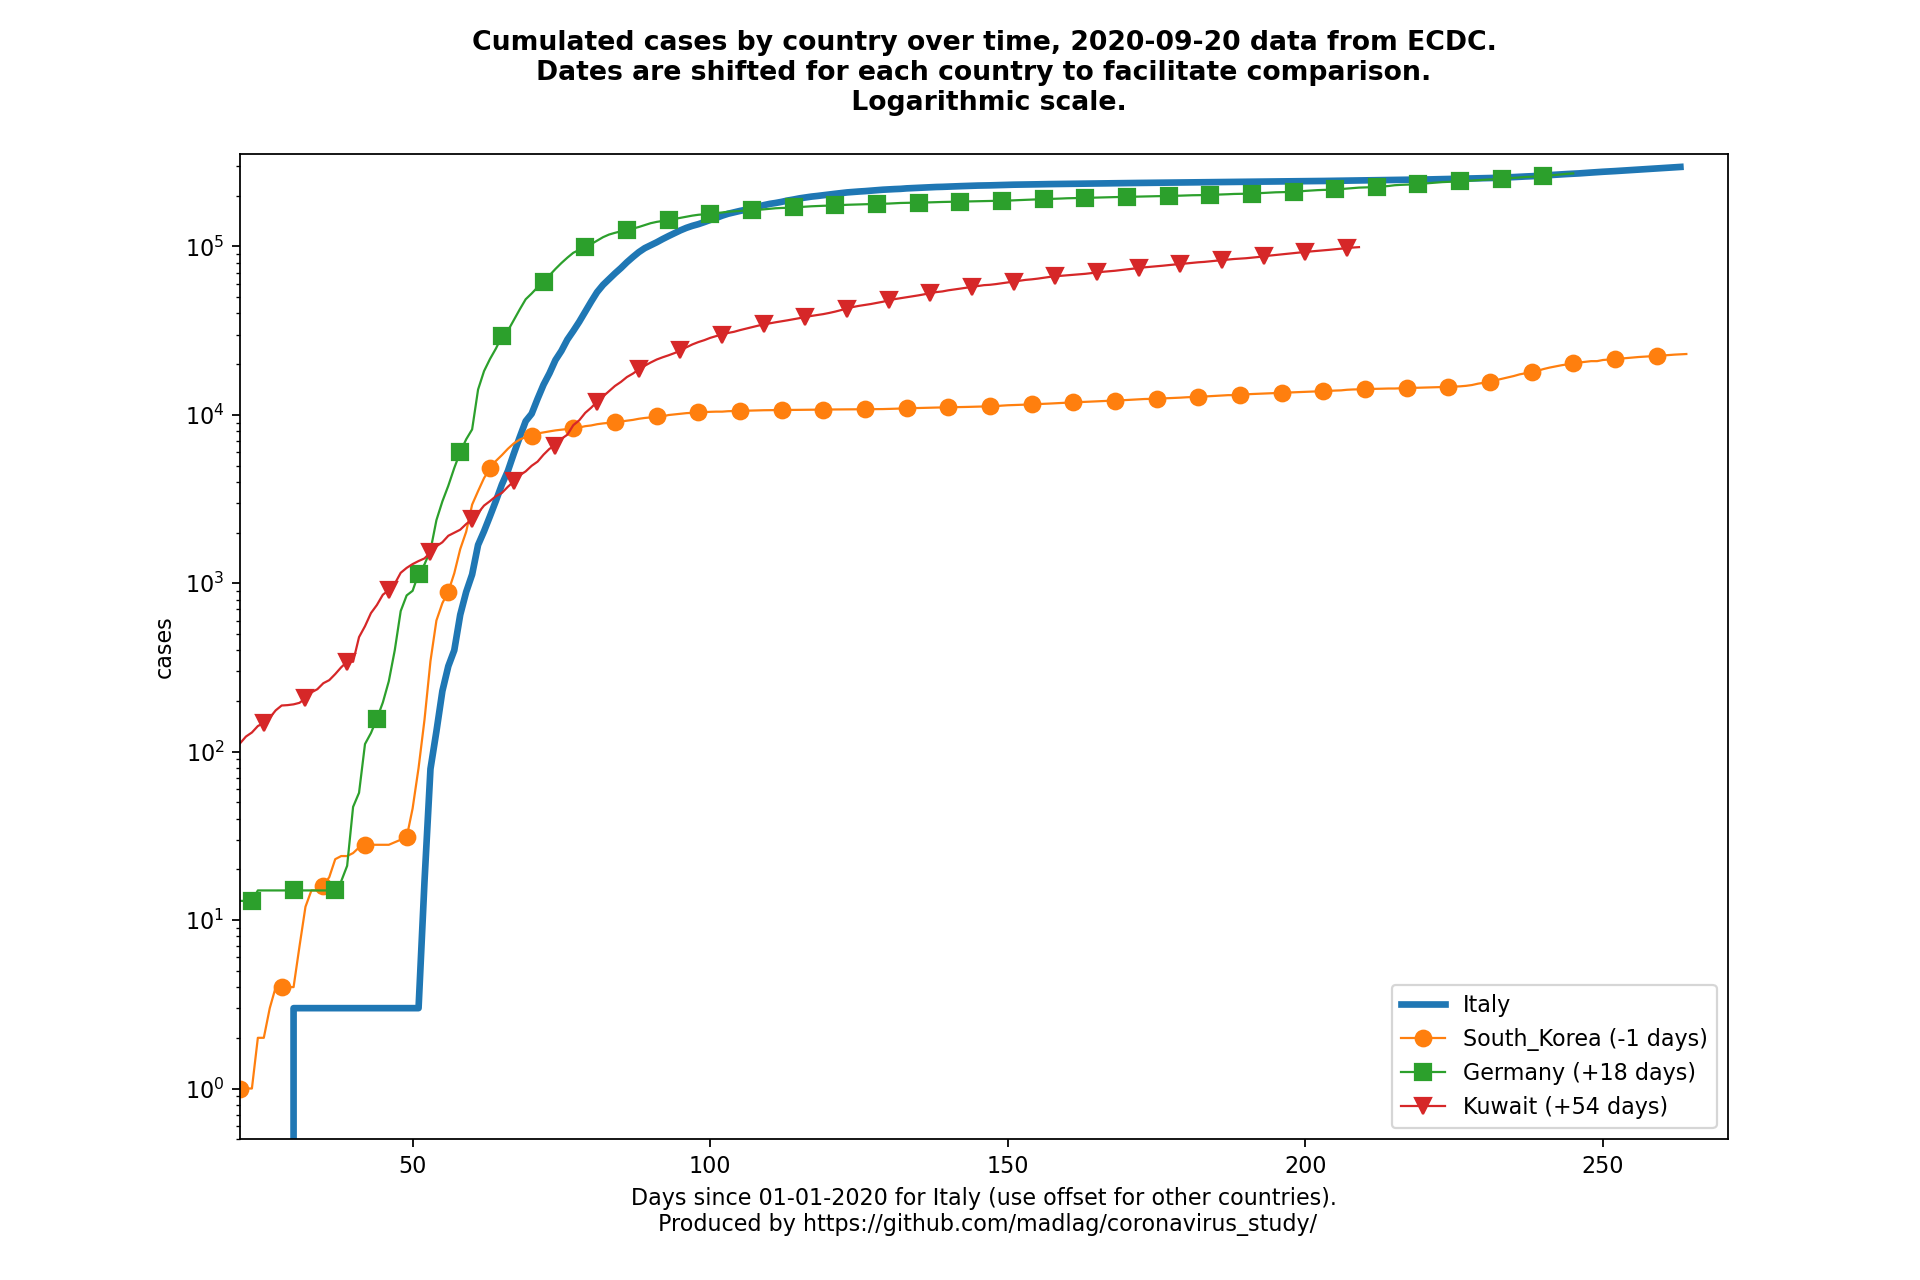 Cumulated cases by country over time, 2020-09-20 data from ECDC.
Dates are shifted for each country to facilitate comparison.
Logarithmic scale.
cases
10^5
10^4
10^3
10^2
10^1
10^0
50 100 150 200 250
Italy
South_Korea (-1 days)
Germany (+18 days)
Kuwait (+54 days)
Days since 01-01-2020 for Italy (use offset for other countries).
Produced by https://github.com/madlag/coronavirus_study/